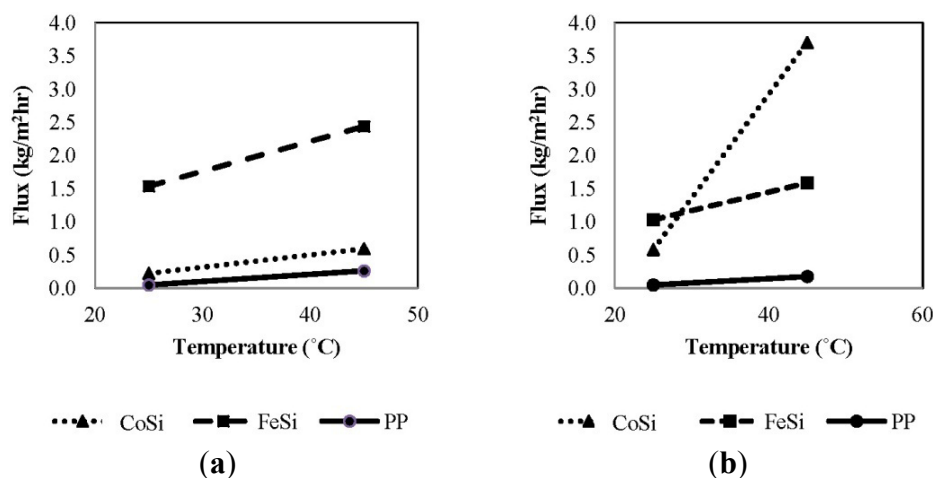 Flux (kg/m²hr)
4.0
3.5
3.0
2.5
2.0
1.5
1.0
0.5
0.0
20 30 40 50
Temperature (˚C)
CoSi FeSi PP
(a)
Flux (kg/m²hr)
4.0
3.5
3.0
2.5
2.0
1.5
1.0
0.5
0.0
20 40 60
Temperature (˚C)
CoSi FeSi PP
(b)